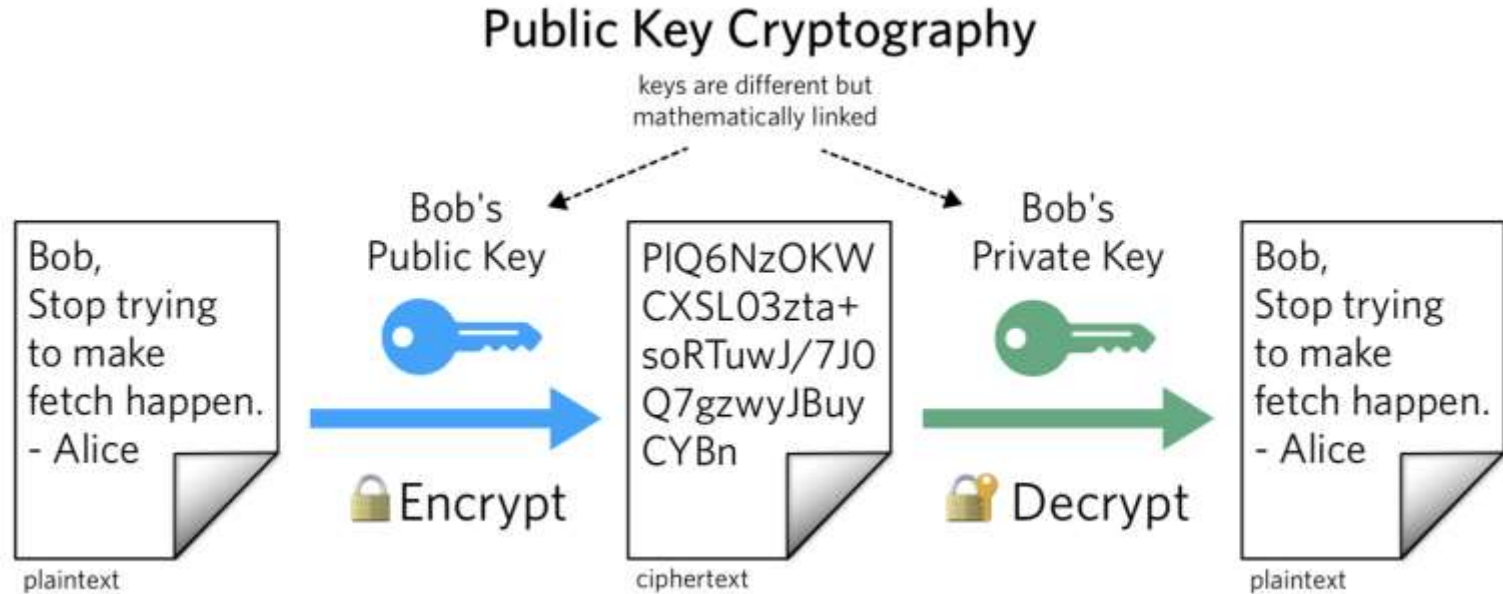 Public Key Cryptography
keys are different but
mathematically linked
Bob,
Stop trying
to make
fetch happen.
- Alice
plaintext
Bob's
Public Key
Encrypt
PlQ6NzOKW
CXSL03zta+
soRTuwJ/7J0
Q7gzwyJBuy
CYBn
ciphertext
Bob's
Private Key
Decrypt
Bob,
Stop trying
to make
fetch happen.
- Alice
plaintext